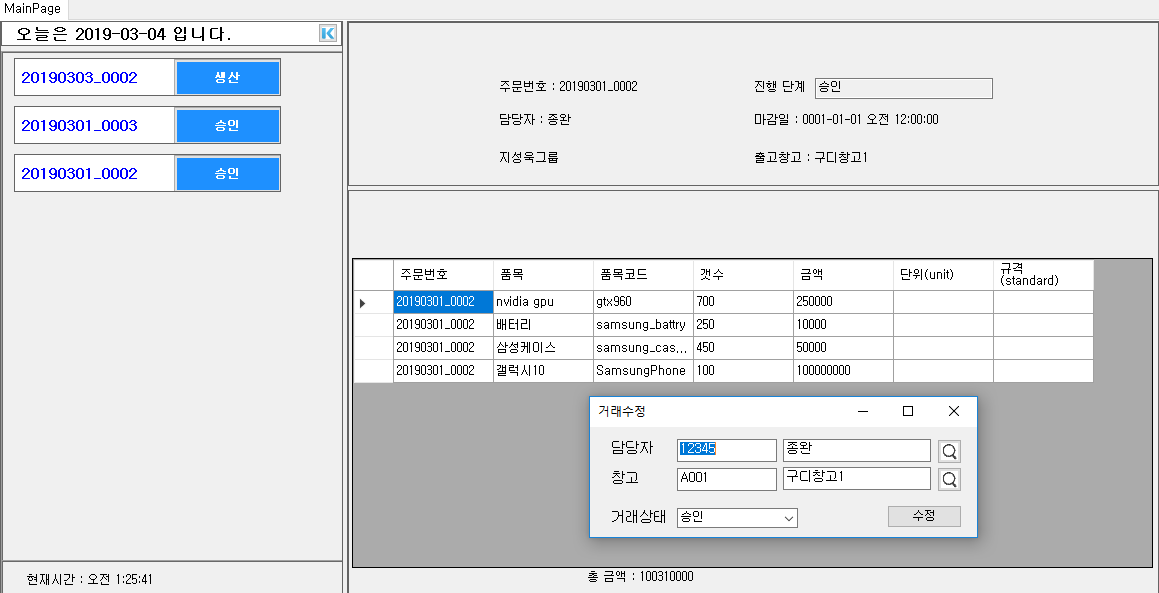 MainPage
오늘은 2019-03-04 입니다.
20190303_0002 생산
20190301_0003 승인
20190301_0002 승인
현재시간 : 오전 1:25:41
주문번호 : 20190301_0002 진행 단계 승인
담당자 : 종완 마감일 : 0001-01-01 오전 12:00:00
지성욱그룹 출고창고 : 구디창고1
주문번호 품목 품목코드 갯수 금액 단위(unit) 규격
(standard)
20190301_0002 nvidia gpu gtx960 700 250000
20190301_0002 배터리 samsung_battry 250 10000
20190301_0002 삼성케이스 samsung_cas... 450 50000
20190301_0002 갤럭시10 SamsungPhone 100 100000000
거래수정
담당자 12345 종완
창고 A001 구디창고1
거래상태 승인 수정
총 금액 : 100310000